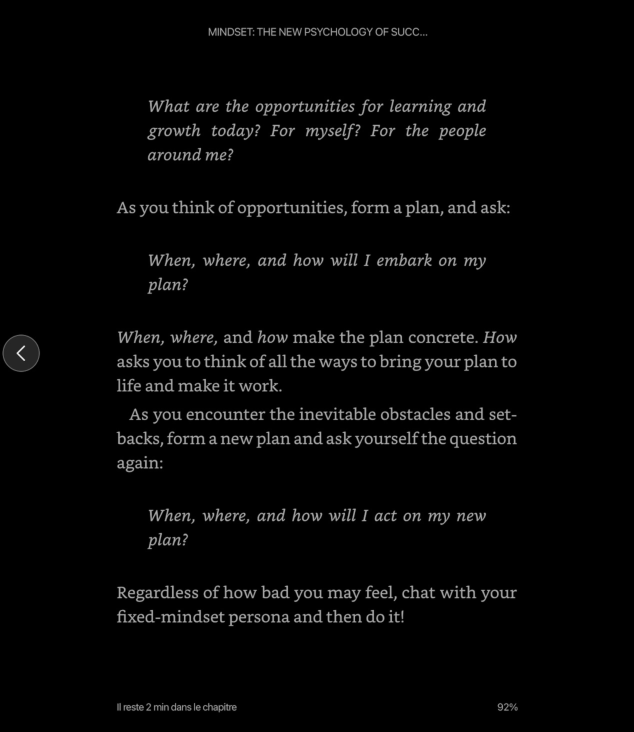 MINDSET: THE NEW PSYCHOLOGY OF SUCC...
What are the opportunities for learning and
growth today? For myself? For the people
around me?
As you think of opportunities, form a plan, and ask:
When, where, and how will I embark on my
plan?
When, where, and how make the plan concrete. How
asks you to think of all the ways to bring your plan to
life and make it work.
As you encounter the inevitable obstacles and set-
backs, form a new plan and ask yourself the question
again:
When, where, and how will I act on my new
plan?
Regardless of how bad you may feel, chat with your
fixed-mindset persona and then do it!
Il reste 2 min dans le chapitre
92%